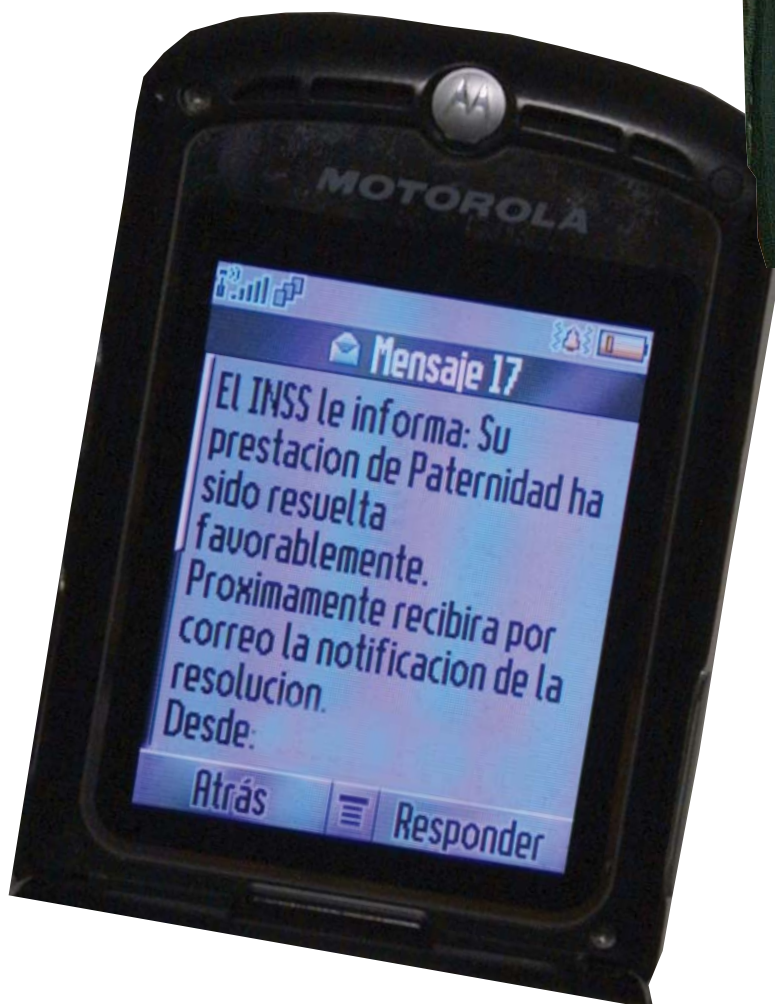 MOTOROLA
Mensaje 17
El INSS le informa: Su
prestacion de Paternidad ha
sido resuelta
favorablemente.
Proximamente recibira por
correo la notificacion de la
resolucion.
Desde:
Atrás
Responder